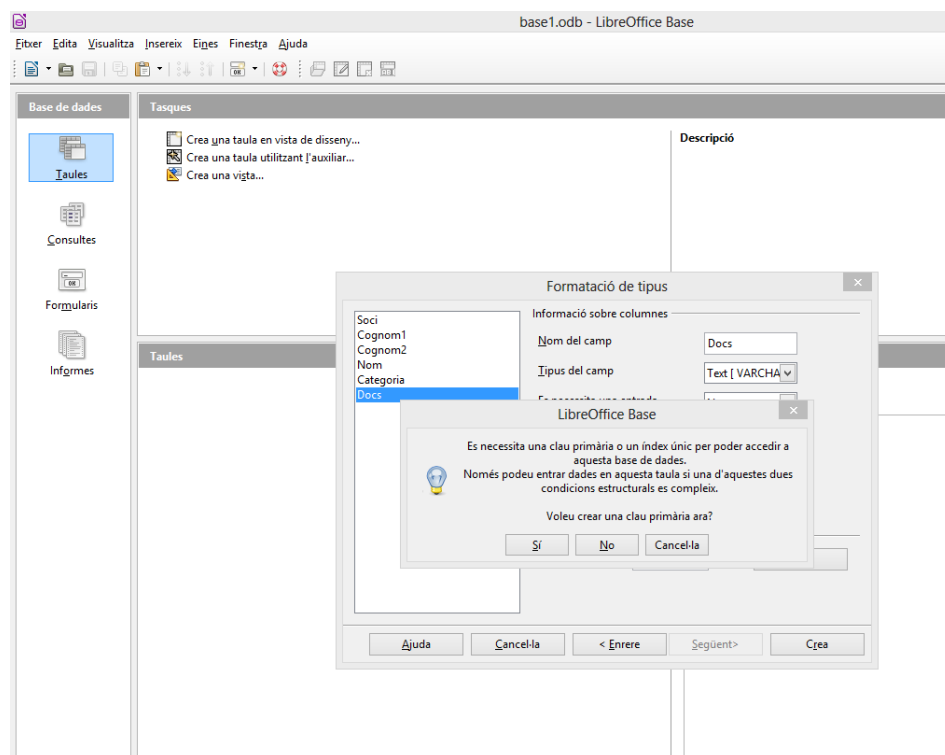 base1.odb - LibreOffice Base
Fitxer Edita Visualitza Insereix Eines Finestra Ajuda
Base de dades
Tasques
Taules
Consultes
Formularis
Informes
Crea una taula en vista de disseny...
Crea una taula utilitzant l'auxiliar...
Crea una vista...
Descripció
Taules
Formatació de tipus
Soci
Cognom1
Cognom2
Nom
Categoria
Docs
Informació sobre columnes
Nom del camp Docs
Tipus del camp Text [ VARCHA
Es necessita una entrada
LibreOffice Base
Es necessita una clau primària o un índex únic per poder accedir a
aquesta base de dades.
Només podeu entrar dades en aquesta taula si una d'aquestes dues
condicions estructurals es compleix.
Voleu crear una clau primària ara?
Sí No Cancel·la
Ajuda Cancel·la < Enrere Següent> Crea